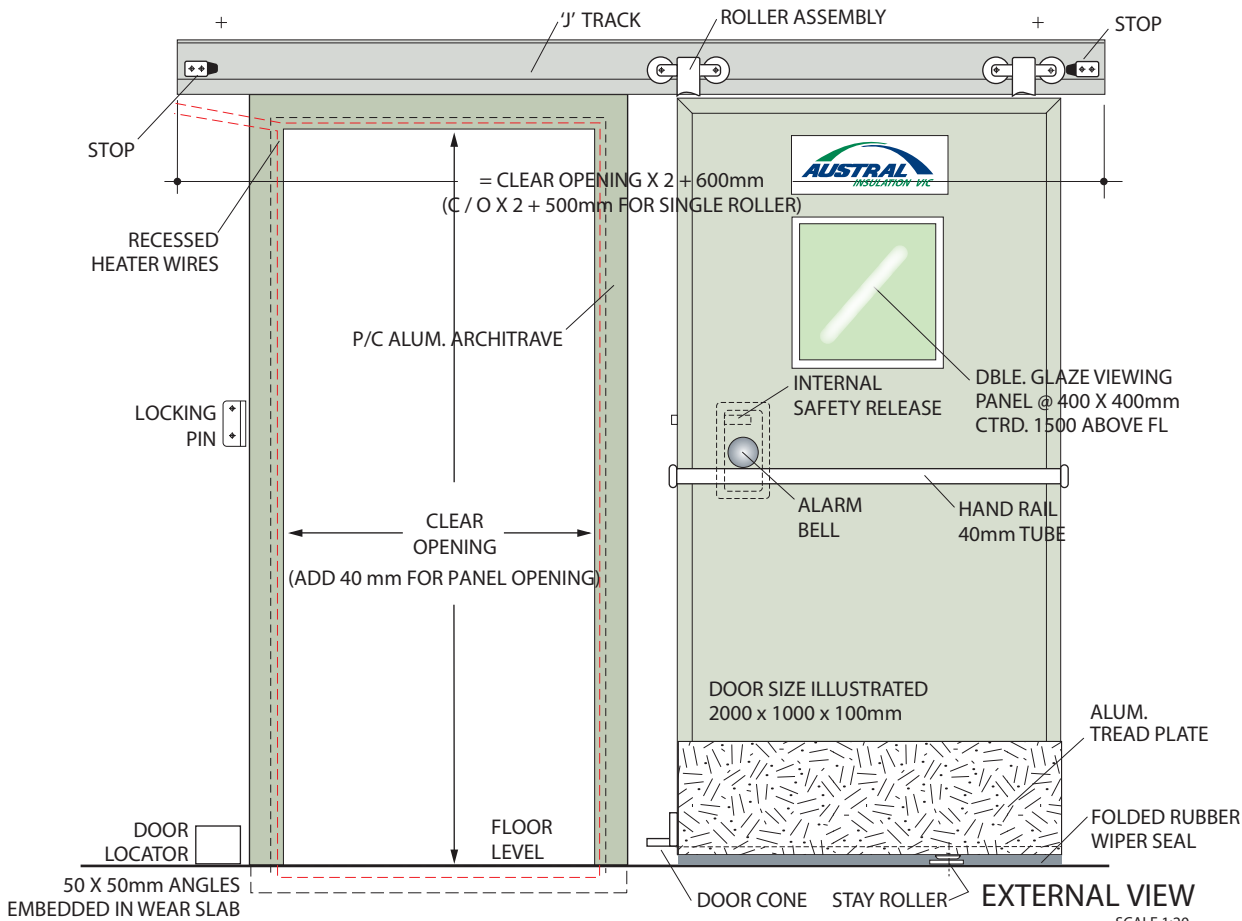 'J' TRACK
ROLLER ASSEMBLY
STOP
STOP
AUSTRAL
INSULATION VIC
= CLEAR OPENING X 2 + 600mm
(C / O X 2 + 500mm FOR SINGLE ROLLER)
RECESSED
HEATER WIRES
P/C ALUM. ARCHITRAVE
INTERNAL
SAFETY RELEASE
DBLE. GLAZE VIEWING
PANEL @ 400 X 400mm
CTRD. 1500 ABOVE FL
LOCKING
PIN
ALARM
BELL
HAND RAIL
40mm TUBE
CLEAR
OPENING
(ADD 40 mm FOR PANEL OPENING)
DOOR SIZE ILLUSTRATED
2000 x 1000 x 100mm
ALUM.
TREAD PLATE
DOOR
LOCATOR
FLOOR
LEVEL
FOLDED RUBBER
WIPER SEAL
50 X 50mm ANGLES
EMBEDDED IN WEAR SLAB
DOOR CONE
STAY ROLLER
EXTERNAL VIEW
SCALE 1:20